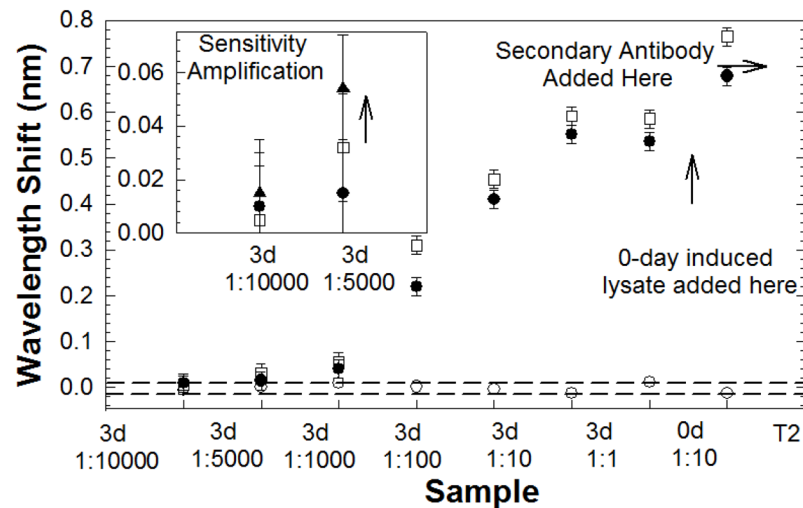 0.8
0.7
0.6
0.5
0.4
0.3
0.2
0.1
0.0
Wavelength Shift (nm)
Sensitivity
Amplification
0.06
0.04
0.02
0.00
3d
1:10000
3d
1:5000
Secondary Antibody
Added Here
0-day induced
lysate added here
3d
1:10000
3d
1:5000
3d
1:1000
3d
1:100
3d
1:10
3d
1:1
0d
1:10
T2
Sample